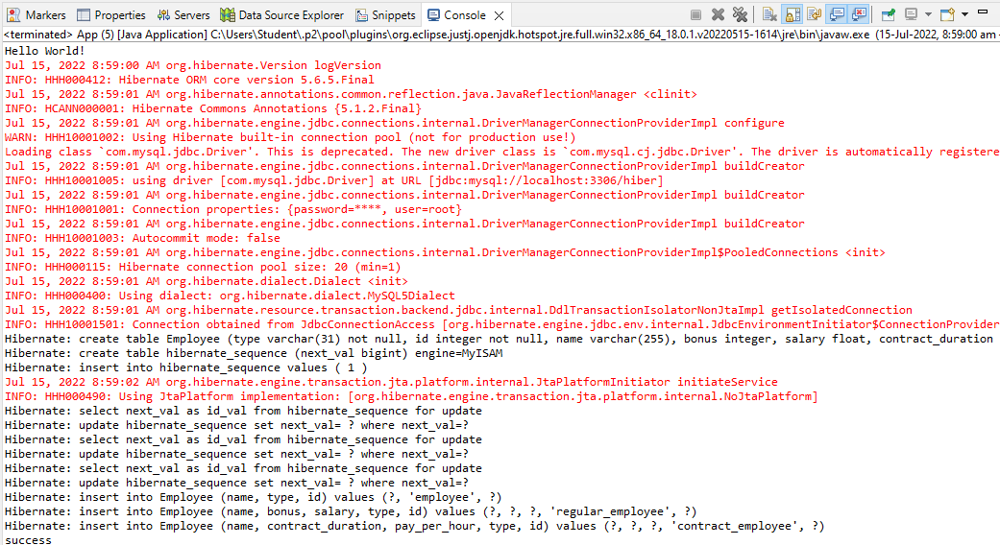 Markers Properties Servers Data Source Explorer Snippets Console
<terminated> App (5) [Java Application] C:\Users\Student\.p2\pool\plugins\org.eclipse.justj.openjdk.hotspot.jre.full.win32.x86_64_18.0.1.v20220515-1614\jre\bin\javaw.exe (15-Jul-2022, 8:59:00 am –
Hello World!
Jul 15, 2022 8:59:00 AM org.hibernate.Version logVersion
INFO: HHH000412: Hibernate ORM core version 5.6.5.Final
Jul 15, 2022 8:59:01 AM org.hibernate.annotations.common.reflection.java.JavaReflectionManager <clinit>
INFO: HCANN000001: Hibernate Commons Annotations {5.1.2.Final}
Jul 15, 2022 8:59:01 AM org.hibernate.engine.jdbc.connections.internal.DriverManagerConnectionProviderImpl configure
WARN: HHH10001002: Using Hibernate built-in connection pool (not for production use!)
Loading class `com.mysql.jdbc.Driver'. This is deprecated. The new driver class is `com.mysql.cj.jdbc.Driver'. The driver is automatically registere
Jul 15, 2022 8:59:01 AM org.hibernate.engine.jdbc.connections.internal.DriverManagerConnectionProviderImpl buildCreator
INFO: HHH10001005: using driver [com.mysql.jdbc.Driver] at URL [jdbc:mysql://localhost:3306/hiber]
Jul 15, 2022 8:59:01 AM org.hibernate.engine.jdbc.connections.internal.DriverManagerConnectionProviderImpl buildCreator
INFO: HHH10001001: Connection properties: {password=****, user=root}
Jul 15, 2022 8:59:01 AM org.hibernate.engine.jdbc.connections.internal.DriverManagerConnectionProviderImpl buildCreator
INFO: HHH10001003: Autocommit mode: false
Jul 15, 2022 8:59:01 AM org.hibernate.engine.jdbc.connections.internal.DriverManagerConnectionProviderImpl$PooledConnections <init>
INFO: HHH000115: Hibernate connection pool size: 20 (min=1)
Jul 15, 2022 8:59:01 AM org.hibernate.dialect.Dialect <init>
INFO: HHH000400: Using dialect: org.hibernate.dialect.MySQL5Dialect
Jul 15, 2022 8:59:01 AM org.hibernate.resource.transaction.backend.jdbc.internal.DdlTransactionIsolatorNonJtaImpl getIsolatedConnection
INFO: HHH10001501: Connection obtained from JdbcConnectionAccess [org.hibernate.engine.jdbc.env.internal.JdbcEnvironmentInitiator$ConnectionProvider
Hibernate: create table Employee (type varchar(31) not null, id integer not null, name varchar(255), bonus integer, salary float, contract_duration
Hibernate: create table hibernate_sequence (next_val bigint) engine=MyISAM
Hibernate: insert into hibernate_sequence values ( 1 )
Jul 15, 2022 8:59:02 AM org.hibernate.engine.transaction.jta.platform.internal.JtaPlatformInitiator initiateService
INFO: HHH000490: Using JtaPlatform implementation: [org.hibernate.engine.transaction.jta.platform.internal.NoJtaPlatform]
Hibernate: select next_val as id_val from hibernate_sequence for update
Hibernate: update hibernate_sequence set next_val= ? where next_val=?
Hibernate: select next_val as id_val from hibernate_sequence for update
Hibernate: update hibernate_sequence set next_val= ? where next_val=?
Hibernate: select next_val as id_val from hibernate_sequence for update
Hibernate: update hibernate_sequence set next_val= ? where next_val=?
Hibernate: insert into Employee (name, type, id) values (?, 'employee', ?)
Hibernate: insert into Employee (name, bonus, salary, type, id) values (?, ?, ?, 'regular_employee', ?)
Hibernate: insert into Employee (name, contract_duration, pay_per_hour, type, id) values (?, ?, ?, 'contract_employee', ?)
success